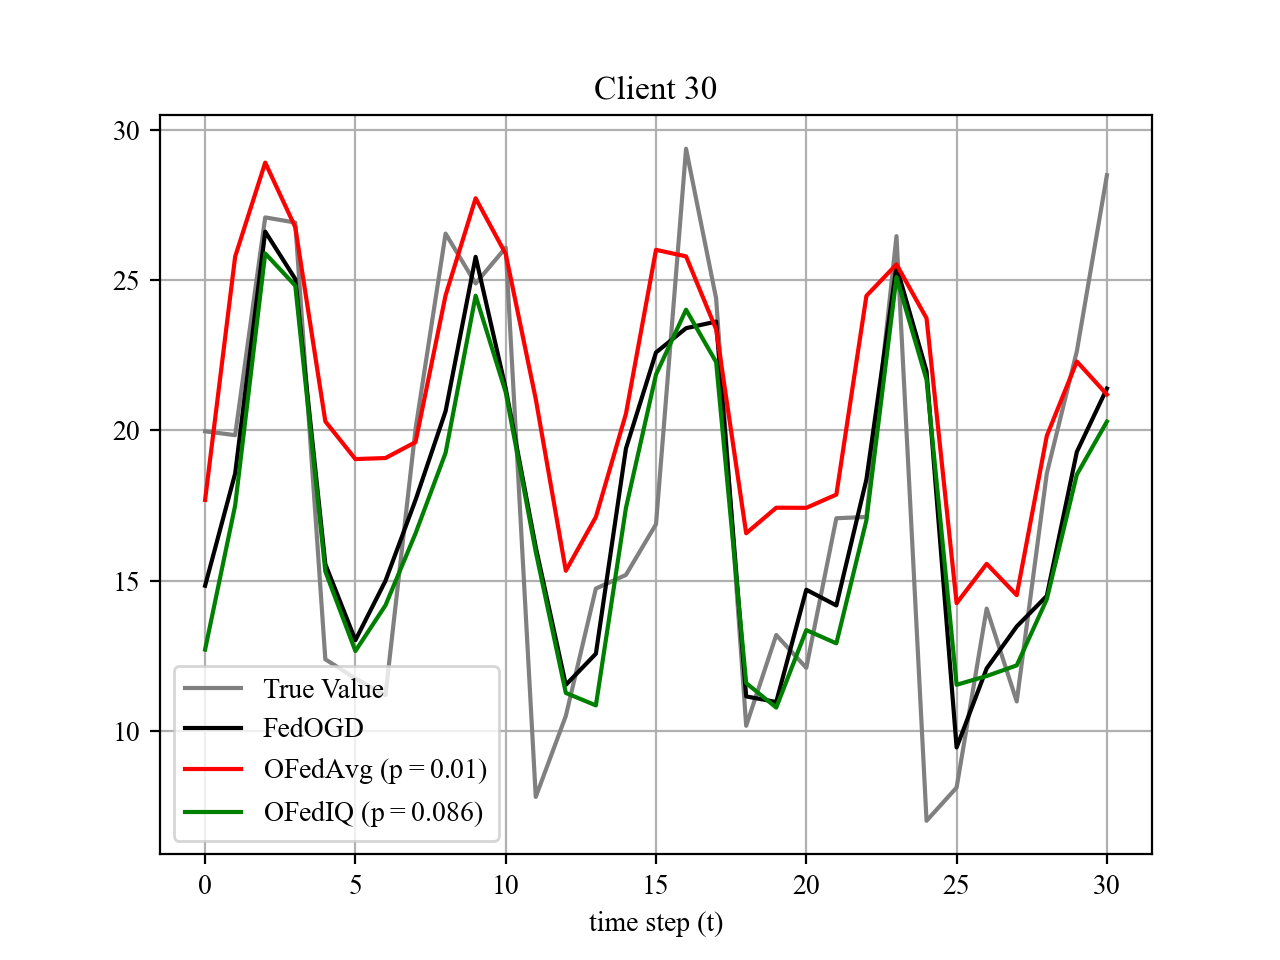 Client 30
30
25
20
15
10
True Value
FedOGD
OFedAvg (p = 0.01)
OFedIQ (p = 0.086)
0 5 10 15 20 25 30
time step (t)